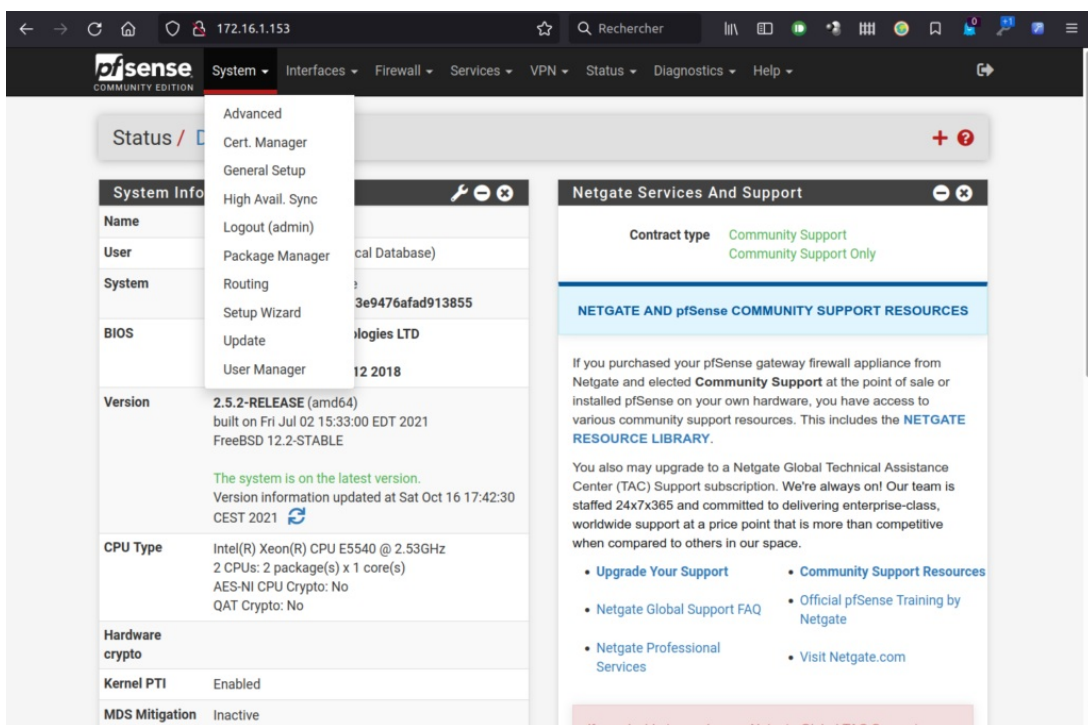 172.16.1.153
Rechercher
0
+1
pfsense
COMMUNITY EDITION
System
Interfaces
Firewall
Services
VPN
Status
Diagnostics
Help
Advanced
Cert. Manager
General Setup
High Avail. Sync
Logout (admin)
Package Manager
Routing
Setup Wizard
Update
User Manager
Status /
System Info
Name
User
cal Database)
System
3e9476afad913855
BIOS
ologies LTD
12 2018
Version
2.5.2-RELEASE (amd64)
built on Fri Jul 02 15:33:00 EDT 2021
FreeBSD 12.2-STABLE
The system is on the latest version.
Version information updated at Sat Oct 16 17:42:30
CEST 2021
CPU Type
Intel(R) Xeon(R) CPU E5540 @ 2.53GHz
2 CPUs: 2 package(s) x 1 core(s)
AES-NI CPU Crypto: No
QAT Crypto: No
Hardware
crypto
Kernel PTI
Enabled
MDS Mitigation
Inactive
Netgate Services And Support
Contract type
Community Support
Community Support Only
NETGATE AND pfSense COMMUNITY SUPPORT RESOURCES
If you purchased your pfSense gateway firewall appliance from
Netgate and elected Community Support at the point of sale or
installed pfSense on your own hardware, you have access to
various community support resources. This includes the NETGATE
RESOURCE LIBRARY.
You also may upgrade to a Netgate Global Technical Assistance
Center (TAC) Support subscription. We're always on! Our team is
staffed 24x7x365 and committed to delivering enterprise-class,
worldwide support at a price point that is more than competitive
when compared to others in our space.
• Upgrade Your Support
• Community Support Resources
• Netgate Global Support FAQ
• Official pfSense Training by
Netgate
• Netgate Professional
Services
• Visit Netgate.com